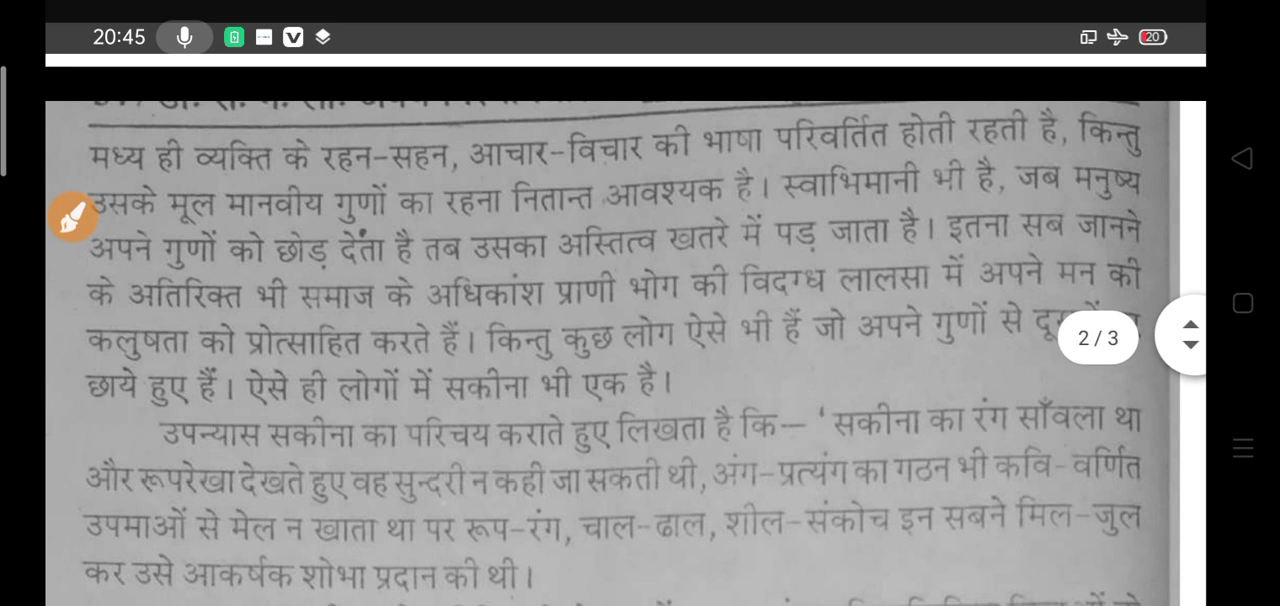 20:45
20
मध्य ही व्यक्ति के रहन-सहन, आचार-विचार की भाषा परिवर्तित होती रहती है, किन्तु
उसके मूल मानवीय गुणों का रहना नितान्त आवश्यक है। स्वाभिमानी भी है, जब मनुष्य
अपने गुणों को छोड़ देता है तब उसका अस्तित्व खतरे में पड़ जाता है। इतना सब जानने
के अतिरिक्त भी समाज के अधिकांश प्राणी भोग की विदग्ध लालसा में अपने मन की
कलुषता को प्रोत्साहित करते हैं। किन्तु कुछ लोग ऐसे भी हैं जो अपने गुणों से
2/3
छाये हुए हैं। ऐसे ही लोगों में सकीना भी एक है।
उपन्यास सकीना का परिचय कराते हुए लिखता है कि— 'सकीना का रंग साँवला था
और रूपरेखा देखते हुए वह सुन्दरी न कही जा सकती थी, अंग-प्रत्यंग का गठन भी कवि-वर्णित
उपमाओं से मेल न खाता था पर रूप-रंग, चाल-ढाल, शील-संकोच इन सबने मिल-जुल
कर उसे आकर्षक शोभा प्रदान की थी।